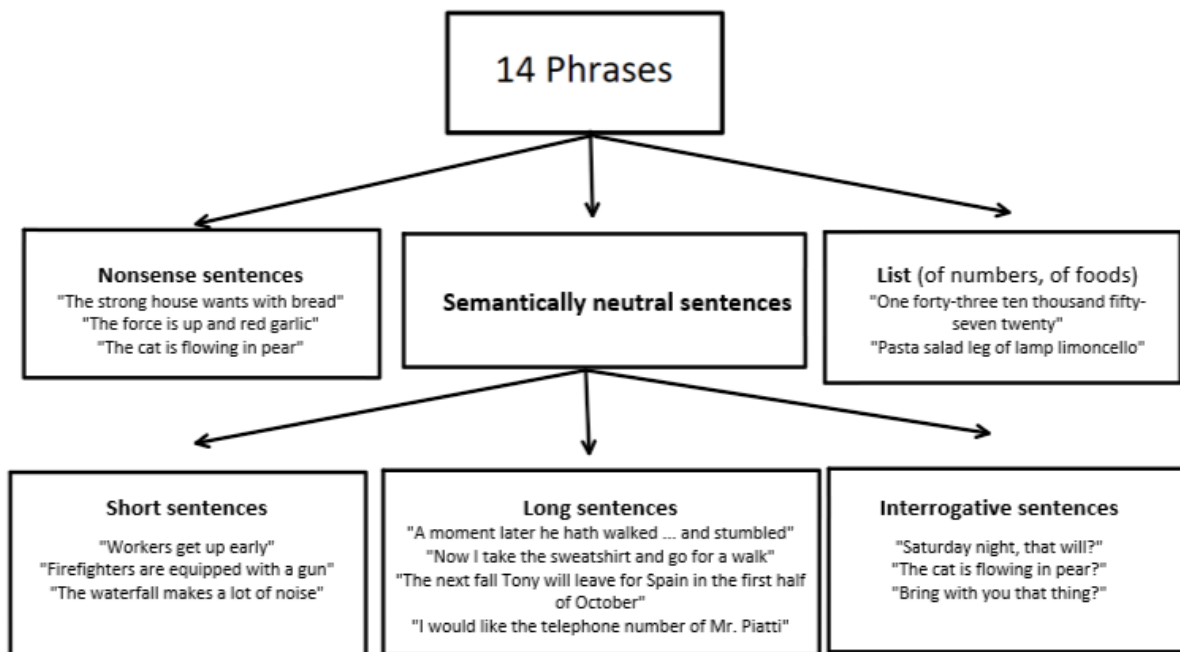 14 Phrases
Nonsense sentences
"The strong house wants with bread"
"The force is up and red garlic"
"The cat is flowing in pear"
Semantically neutral sentences
List (of numbers, of foods)
"One forty-three ten thousand fifty-
seven twenty"
"Pasta salad leg of lamp limoncello"
Short sentences
"Workers get up early"
"Firefighters are equipped with a gun"
"The waterfall makes a lot of noise"
Long sentences
"A moment later he hath walked ... and stumbled"
"Now I take the sweatshirt and go for a walk"
"The next fall Tony will leave for Spain in the first half
of October"
"I would like the telephone number of Mr. Piatti"
Interrogative sentences
"Saturday night, that will?"
"The cat is flowing in pear?"
"Bring with you that thing?"